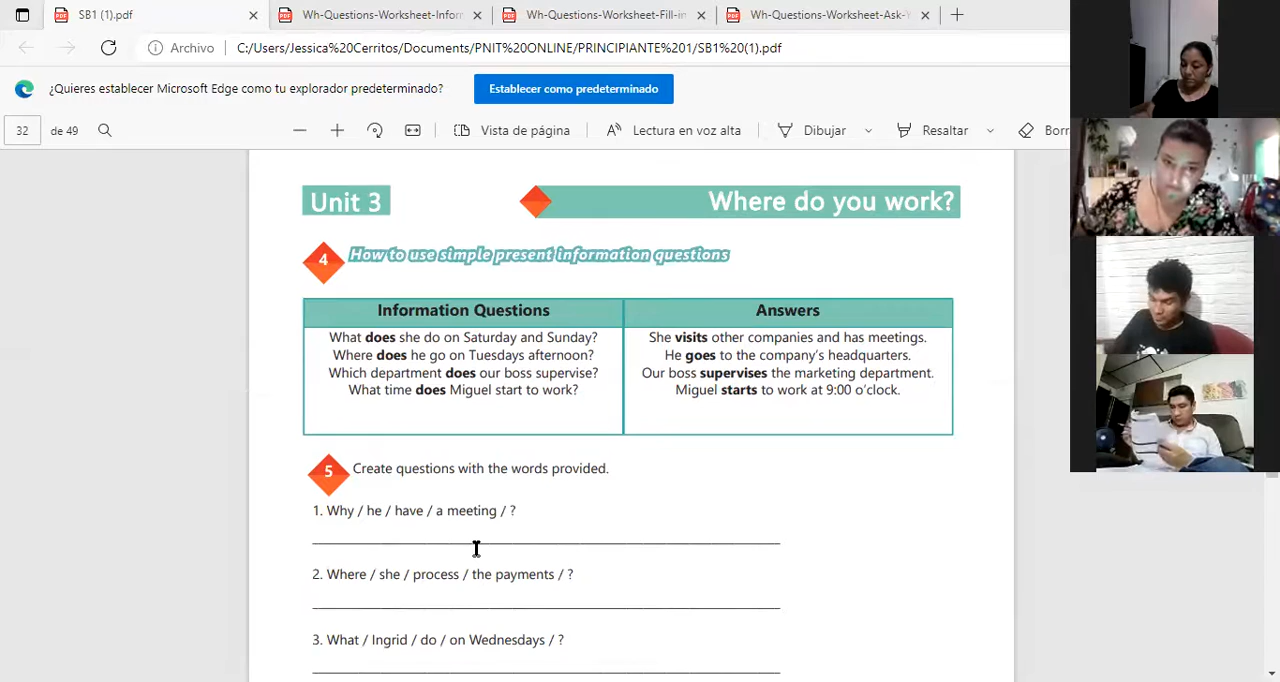 SB1 (1).pdf
Wh-Questions-Worksheet-Infor
Wh-Questions-Worksheet-Fill-in
Wh-Questions-Worksheet-Ask-Y
Archivo
C:/Users/Jessica%20Cerritos/Documents/PNIT%20ONLINE/PRINCIPIANTE%201/SB1%20(1).pdf
¿Quieres establecer Microsoft Edge como tu explorador predeterminado?
Establecer como predeterminado
32 de 49
Vista de página
Lectura en voz alta
Dibujar
Resaltar
Borr
Unit 3
Where do you work?
4 How to use simple present information questions
Information Questions
What does she do on Saturday and Sunday?
Where does he go on Tuesdays afternoon?
Which department does our boss supervise?
What time does Miguel start to work?
Answers
She visits other companies and has meetings.
He goes to the company's headquarters.
Our boss supervises the marketing department.
Miguel starts to work at 9:00 o'clock.
5 Create questions with the words provided.
1. Why / he / have / a meeting / ?
2. Where / she / process / the payments / ?
3. What / Ingrid / do / on Wednesdays / ?